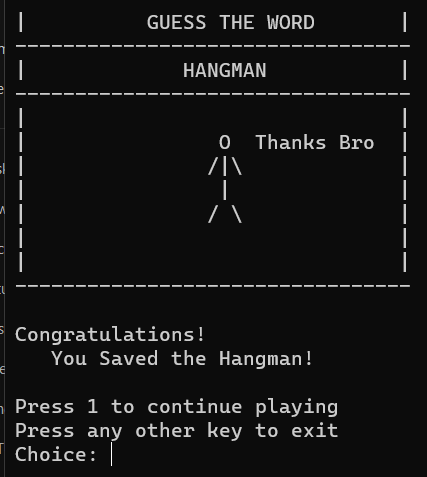 GUESS THE WORD
HANGMAN
O Thanks Bro
/|\
|
/ \
Congratulations!
You Saved the Hangman!
Press 1 to continue playing
Press any other key to exit
Choice: